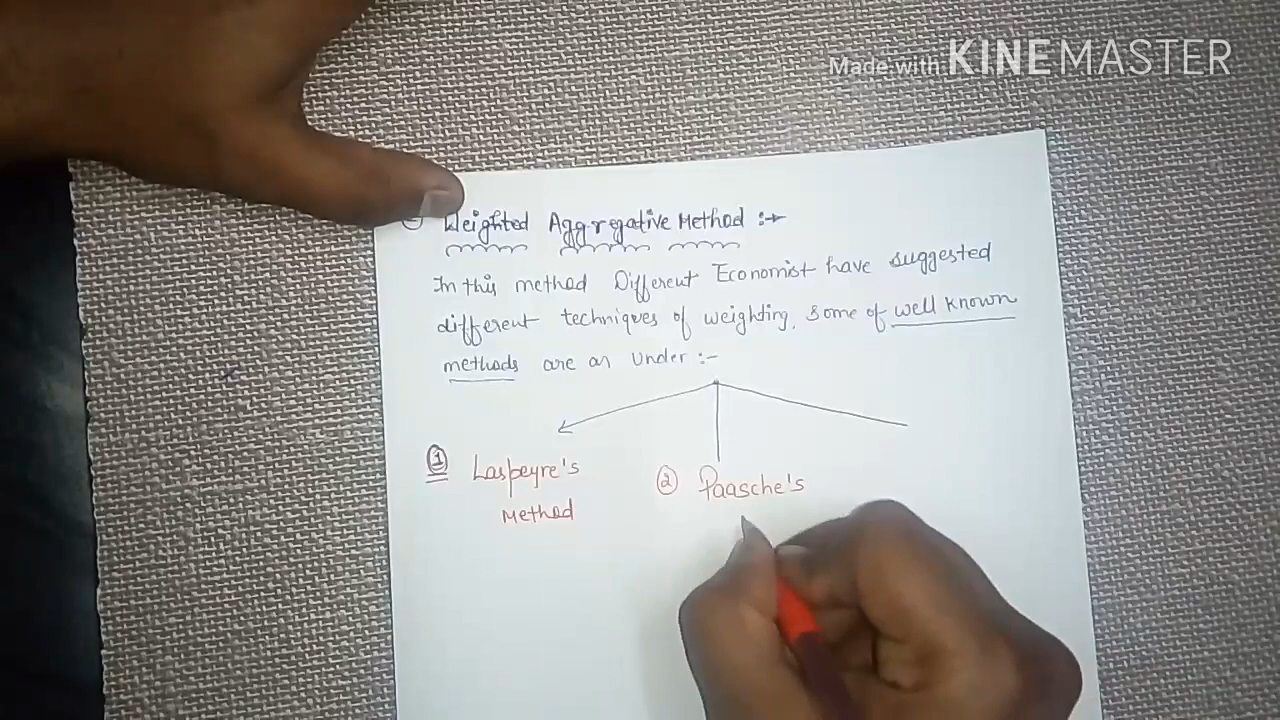 Made with KINEMASTER
Weighted Aggregative Method :→
In this method Different Economist have suggested
different techniques of weighting. Some of well known
methods are as under :-
① Laspeyre's
Method
② Paasche's